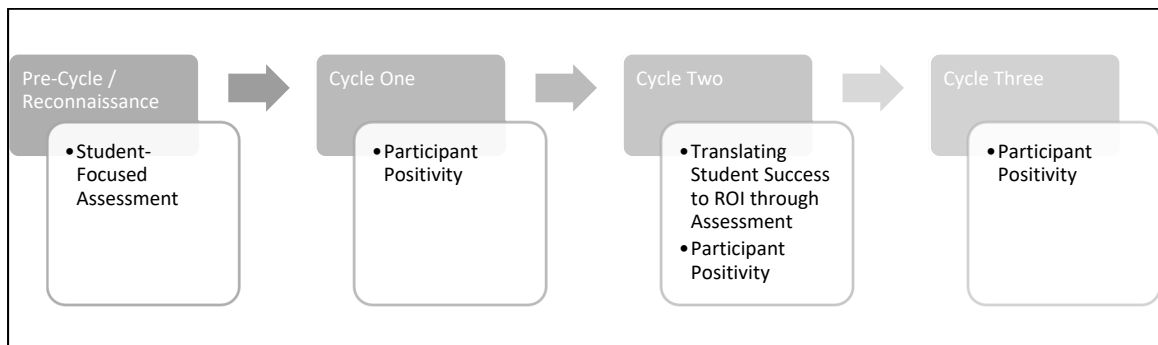 Pre-Cycle /
Reconnaissance
•Student-
Focused
Assessment
Cycle One
•Participant
Positivity
Cycle Two
•Translating
Student Success
to ROI through
Assessment
•Participant
Positivity
Cycle Three
•Participant
Positivity